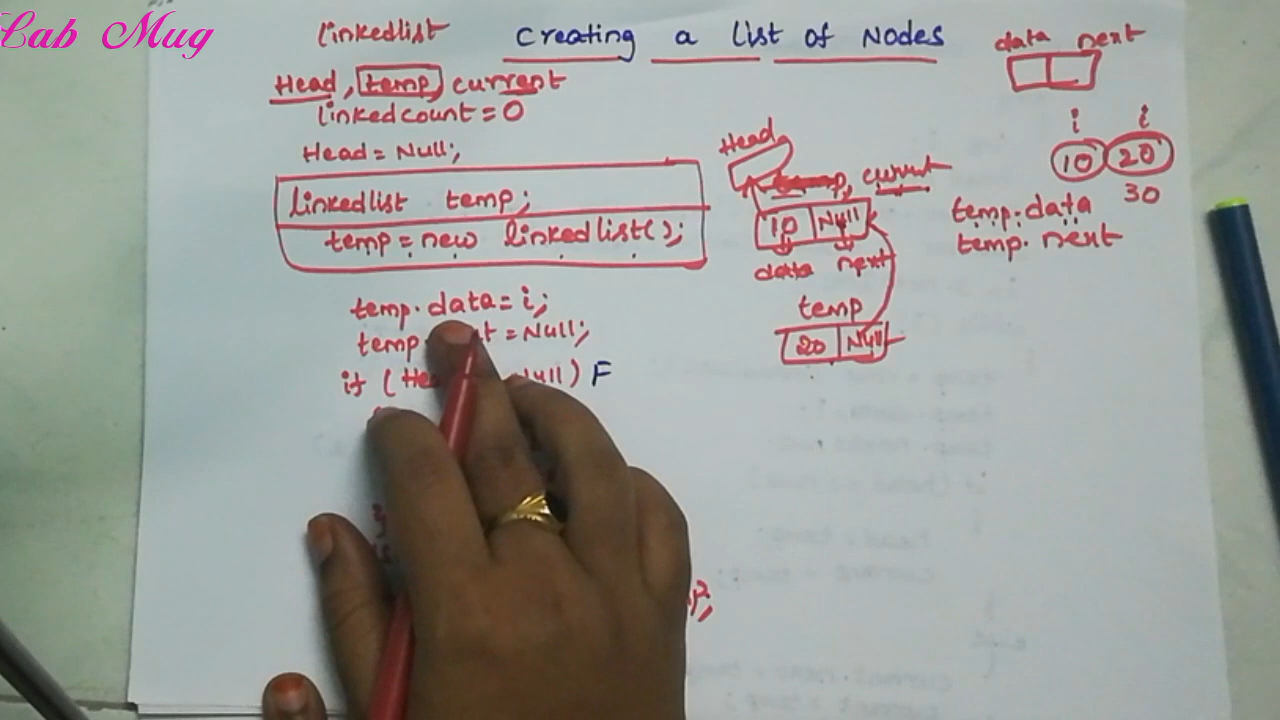 Lab Mug
linkedlist
Creating a List of Nodes
data next
Head, temp, current
linkedcount = 0
Head = Null;
linkedlist temp;
temp = new linkedlist();
temp.data = i;
= Null;
if ( ) F
Head
current
10 Null
data next
temp
20 Null
i i
10 20
30
temp.data
temp. next